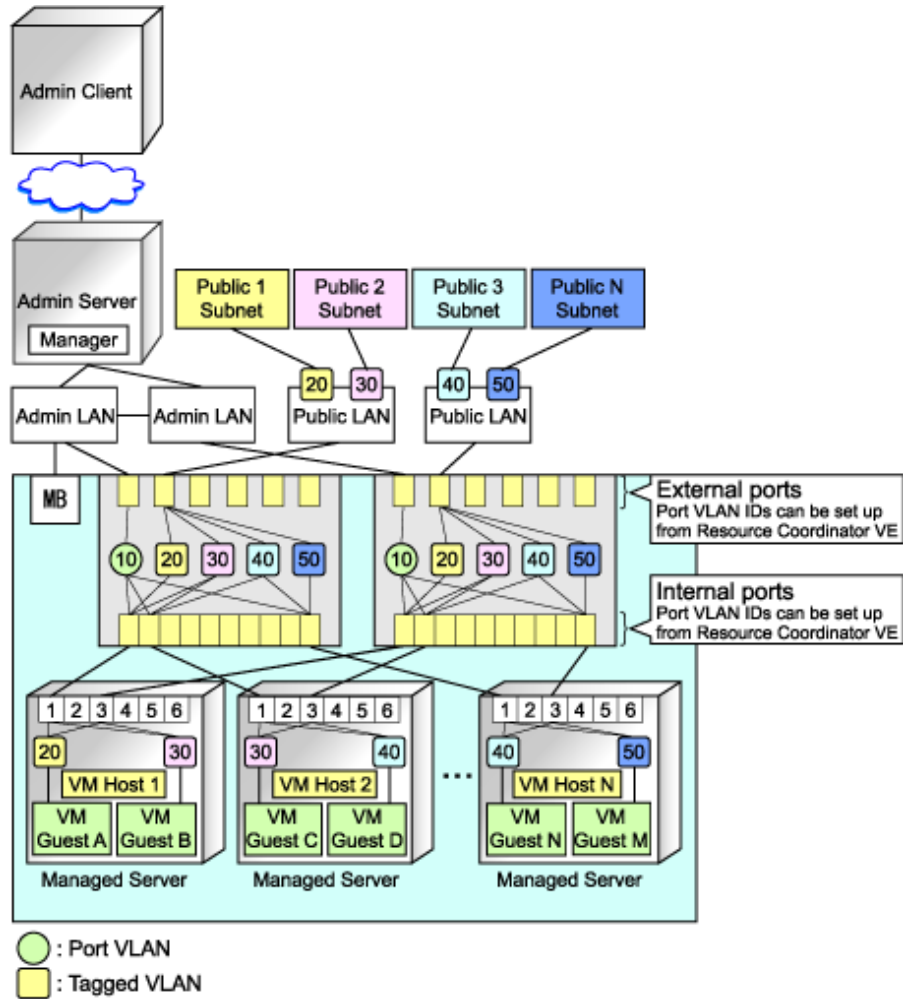 Admin Client
Admin Server
Manager
Public 1
Subnet
Public 2
Subnet
Public 3
Subnet
Public N
Subnet
20
30
40
50
Admin LAN
Admin LAN
Public LAN
Public LAN
MB
External ports
Port VLAN IDs can be set up
from Resource Coordinator VE
10
20
30
40
50
10
20
30
40
50
Internal ports
Port VLAN IDs can be set up
from Resource Coordinator VE
1 2 3 4 5 6
1 2 3 4 5 6
1 2 3 4 5 6
20
30
30
40
40
50
VM Host 1
VM Host 2
...
VM Host N
VM
Guest A
VM
Guest B
VM
Guest C
VM
Guest D
VM
Guest N
VM
Guest M
Managed Server
Managed Server
Managed Server
: Port VLAN
: Tagged VLAN